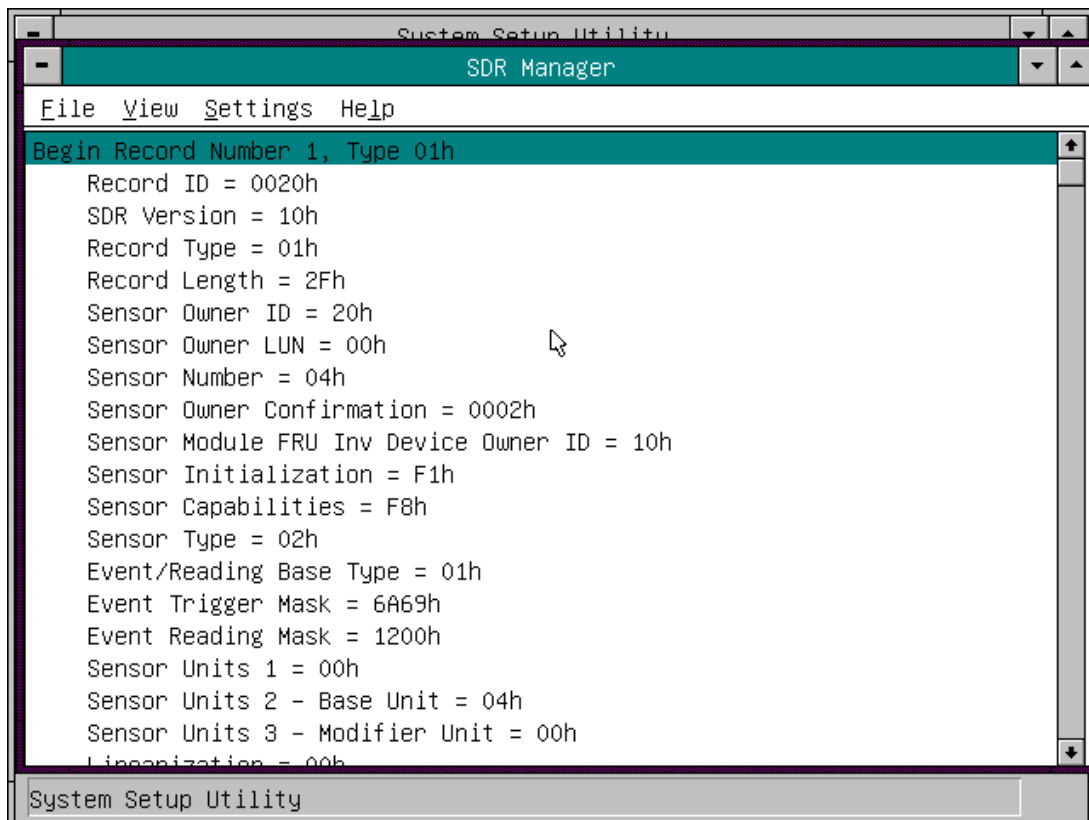 System Setup Utility
SDR Manager
File View Settings Help
Begin Record Number 1, Type 01h
Record ID = 0020h
SDR Version = 10h
Record Type = 01h
Record Length = 2Fh
Sensor Owner ID = 20h
Sensor Owner LUN = 00h
Sensor Number = 04h
Sensor Owner Confirmation = 0002h
Sensor Module FRU Inv Device Owner ID = 10h
Sensor Initialization = F1h
Sensor Capabilities = F8h
Sensor Type = 02h
Event/Reading Base Type = 01h
Event Trigger Mask = 6A69h
Event Reading Mask = 1200h
Sensor Units 1 = 00h
Sensor Units 2 - Base Unit = 04h
Sensor Units 3 - Modifier Unit = 00h
Linearization = 00h
System Setup Utility